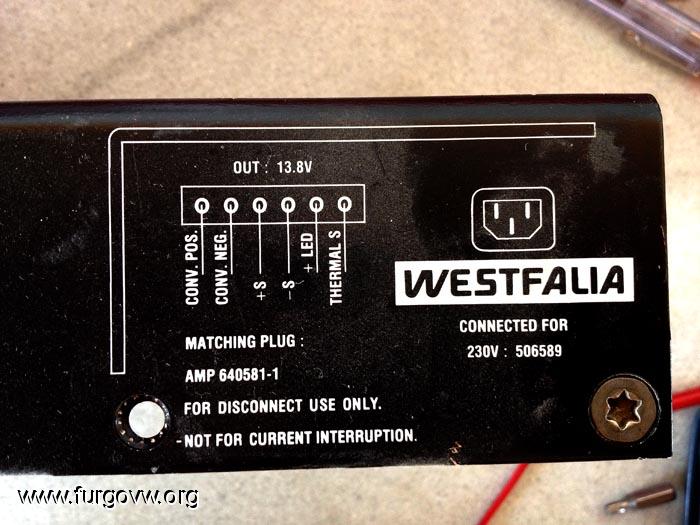 OUT : 13.8V
CONV. POS.
CONV. NEG.
+S
-S
+ LED
THERMAL S
MATCHING PLUG :
AMP 640581-1
FOR DISCONNECT USE ONLY.
-NOT FOR CURRENT INTERRUPTION.
WESTFALIA
CONNECTED FOR
230V : 506589
www.furgovw.org